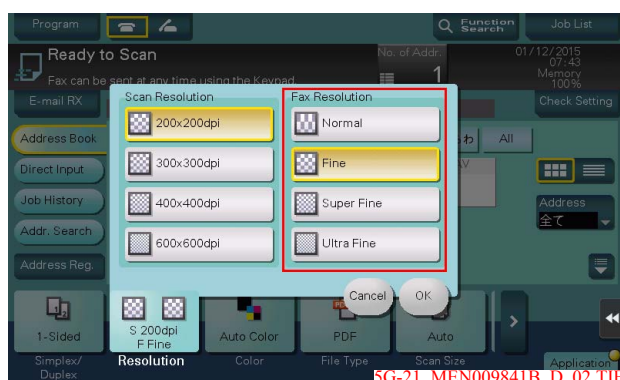 Program
Function
Search
Job List
Ready to Scan
No. of Addr.
1
01/12/2015
07:43
Memory
100%
Fax can be sent at any time using the Keypad.
E-mail RX
Check Setting
Scan Resolution
Fax Resolution
200x200dpi
Normal
300x300dpi
Fine
400x400dpi
Super Fine
600x600dpi
Ultra Fine
Address Book
わ
All
Direct Input
Job History
Addr. Search
Address Reg.
Address
全て
Cancel
OK
1-Sided
S 200dpi
F Fine
Auto Color
PDF
Auto
Simplex/
Duplex
Resolution
Color
File Type
Scan Size
Application
5G-21_MFN009841B_D_02.TIF